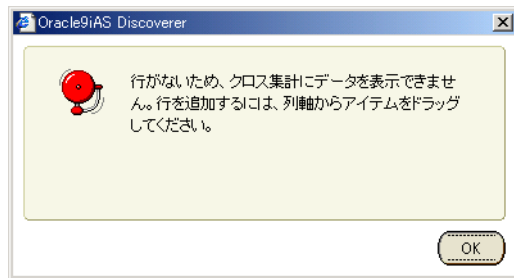 Oracle9iAS Discoverer
行がないため、クロス集計にデータを表示できませ
ん。行を追加するには、列軸からアイテムをドラッグ
してください。
OK